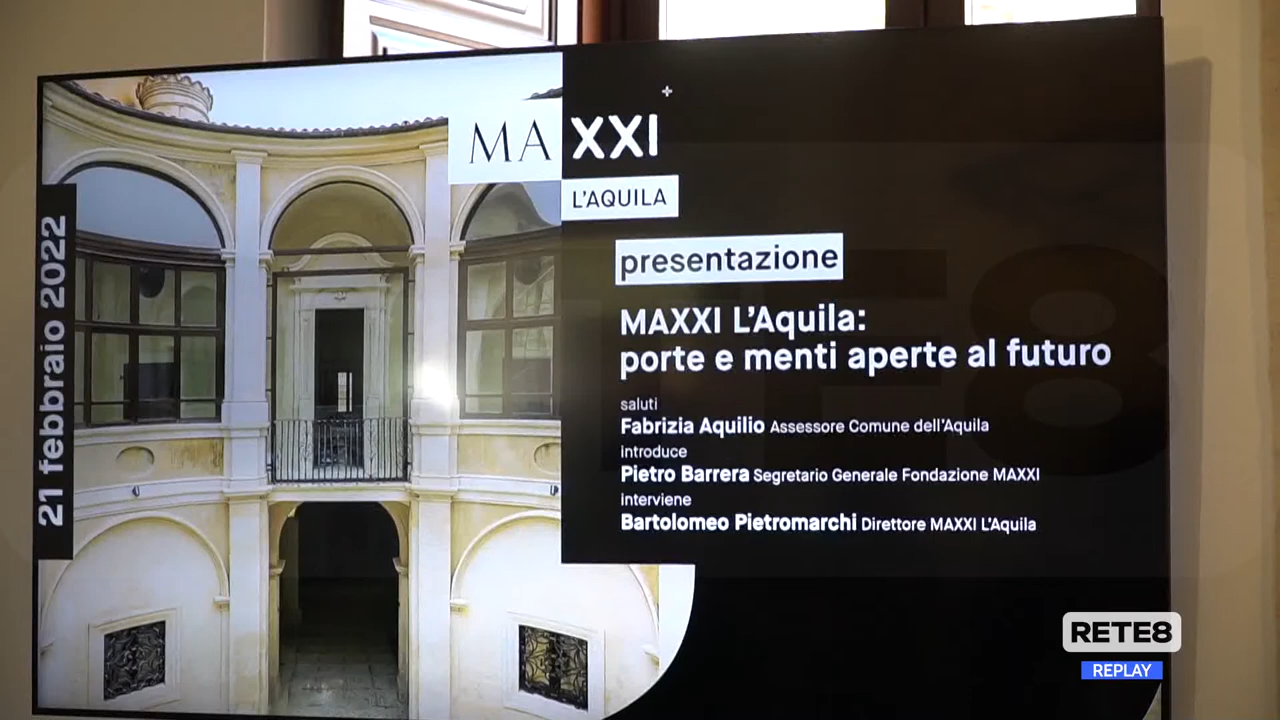 MAXXI
L'AQUILA
21 febbraio 2022
presentazione
MAXXI L'Aquila:
porte e menti aperte al futuro
saluti
Fabrizia Aquilio Assessore Comune dell'Aquila
introduce
Pietro Barrera Segretario Generale Fondazione MAXXI
interviene
Bartolomeo Pietromarchi Direttore MAXXI L'Aquila
RETE8
REPLAY